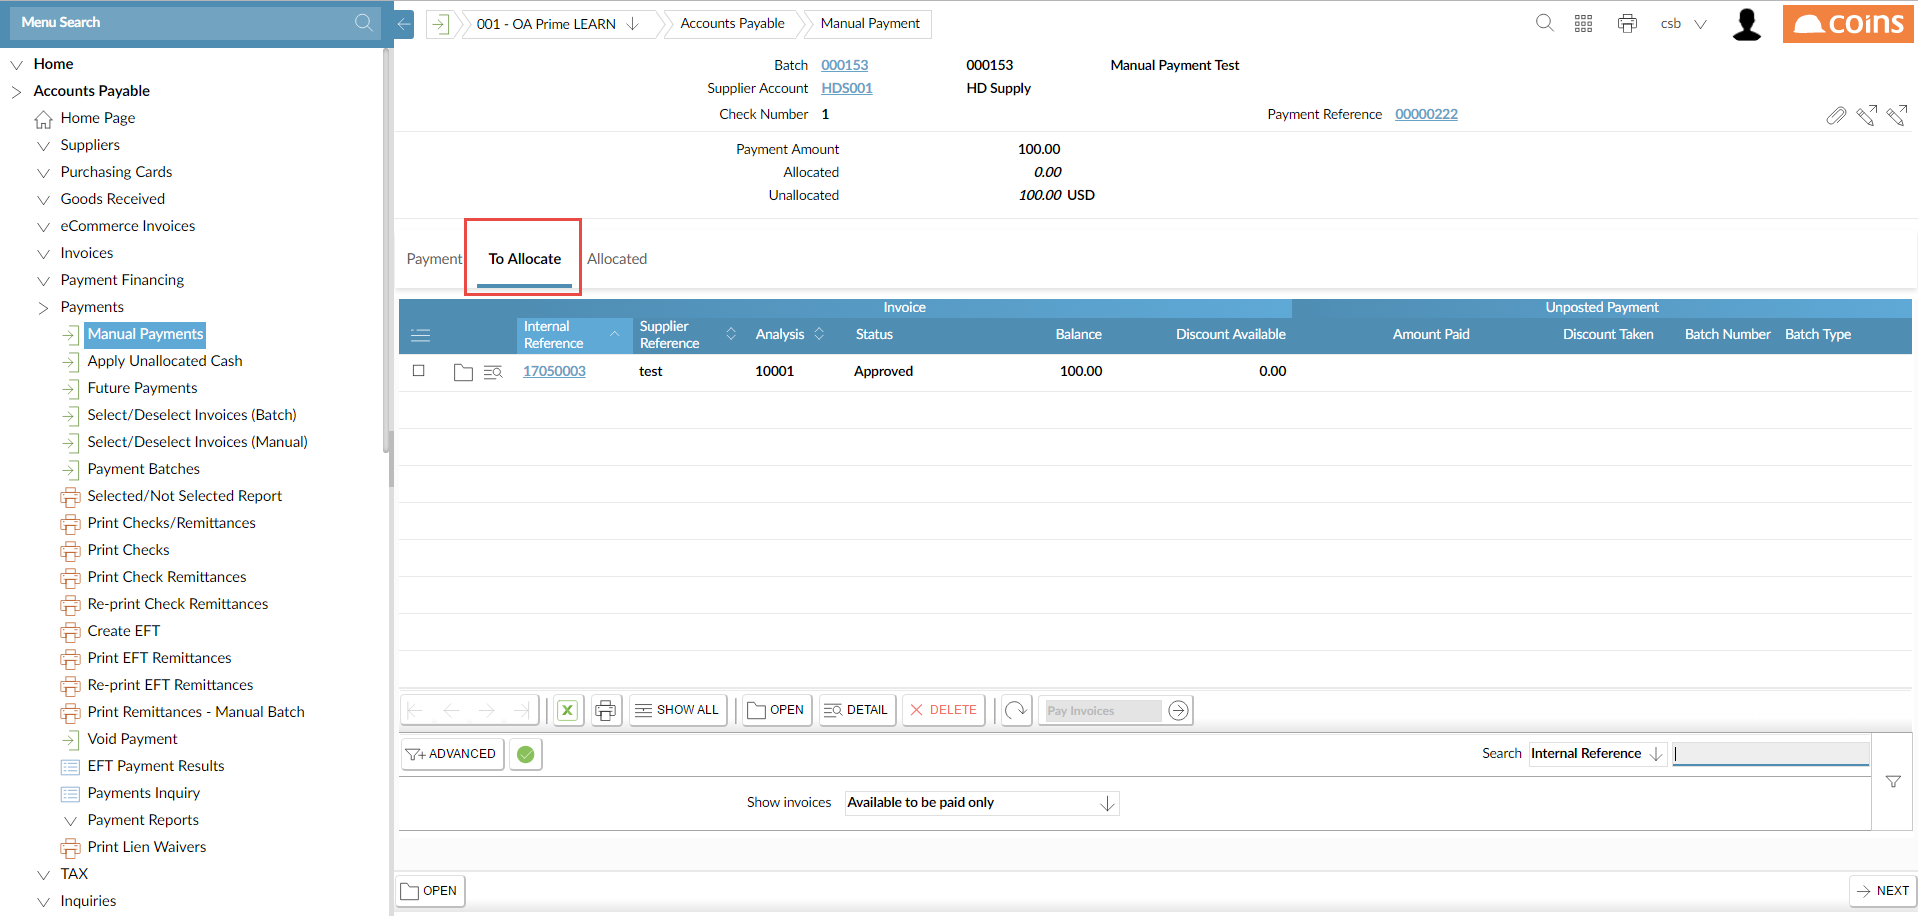 Menu Search
001 - OA Prime LEARN
Accounts Payable
Manual Payment
csb
coins
Home
Accounts Payable
Home Page
Suppliers
Purchasing Cards
Goods Received
eCommerce Invoices
Invoices
Payment Financing
Payments
Manual Payments
Apply Unallocated Cash
Future Payments
Select/Deselect Invoices (Batch)
Select/Deselect Invoices (Manual)
Payment Batches
Selected/Not Selected Report
Print Checks/Remittances
Print Checks
Print Check Remittances
Re-print Check Remittances
Create EFT
Print EFT Remittances
Re-print EFT Remittances
Print Remittances - Manual Batch
Void Payment
EFT Payment Results
Payments Inquiry
Payment Reports
Print Lien Waivers
TAX
Inquiries
Batch 000153 000153 Manual Payment Test
Supplier Account HDS001 HD Supply
Check Number 1 Payment Reference 00000222
Payment Amount 100.00
Allocated 0.00
Unallocated 100.00 USD
Payment To Allocate Allocated
Invoice Unposted Payment
Internal Reference Supplier Reference Analysis Status Balance Discount Available Amount Paid Discount Taken Batch Number Batch Type
17050003 test 10001 Approved 100.00 0.00
SHOW ALL OPEN DETAIL DELETE Pay Invoices
ADVANCED Search Internal Reference
Show invoices Available to be paid only
OPEN NEXT